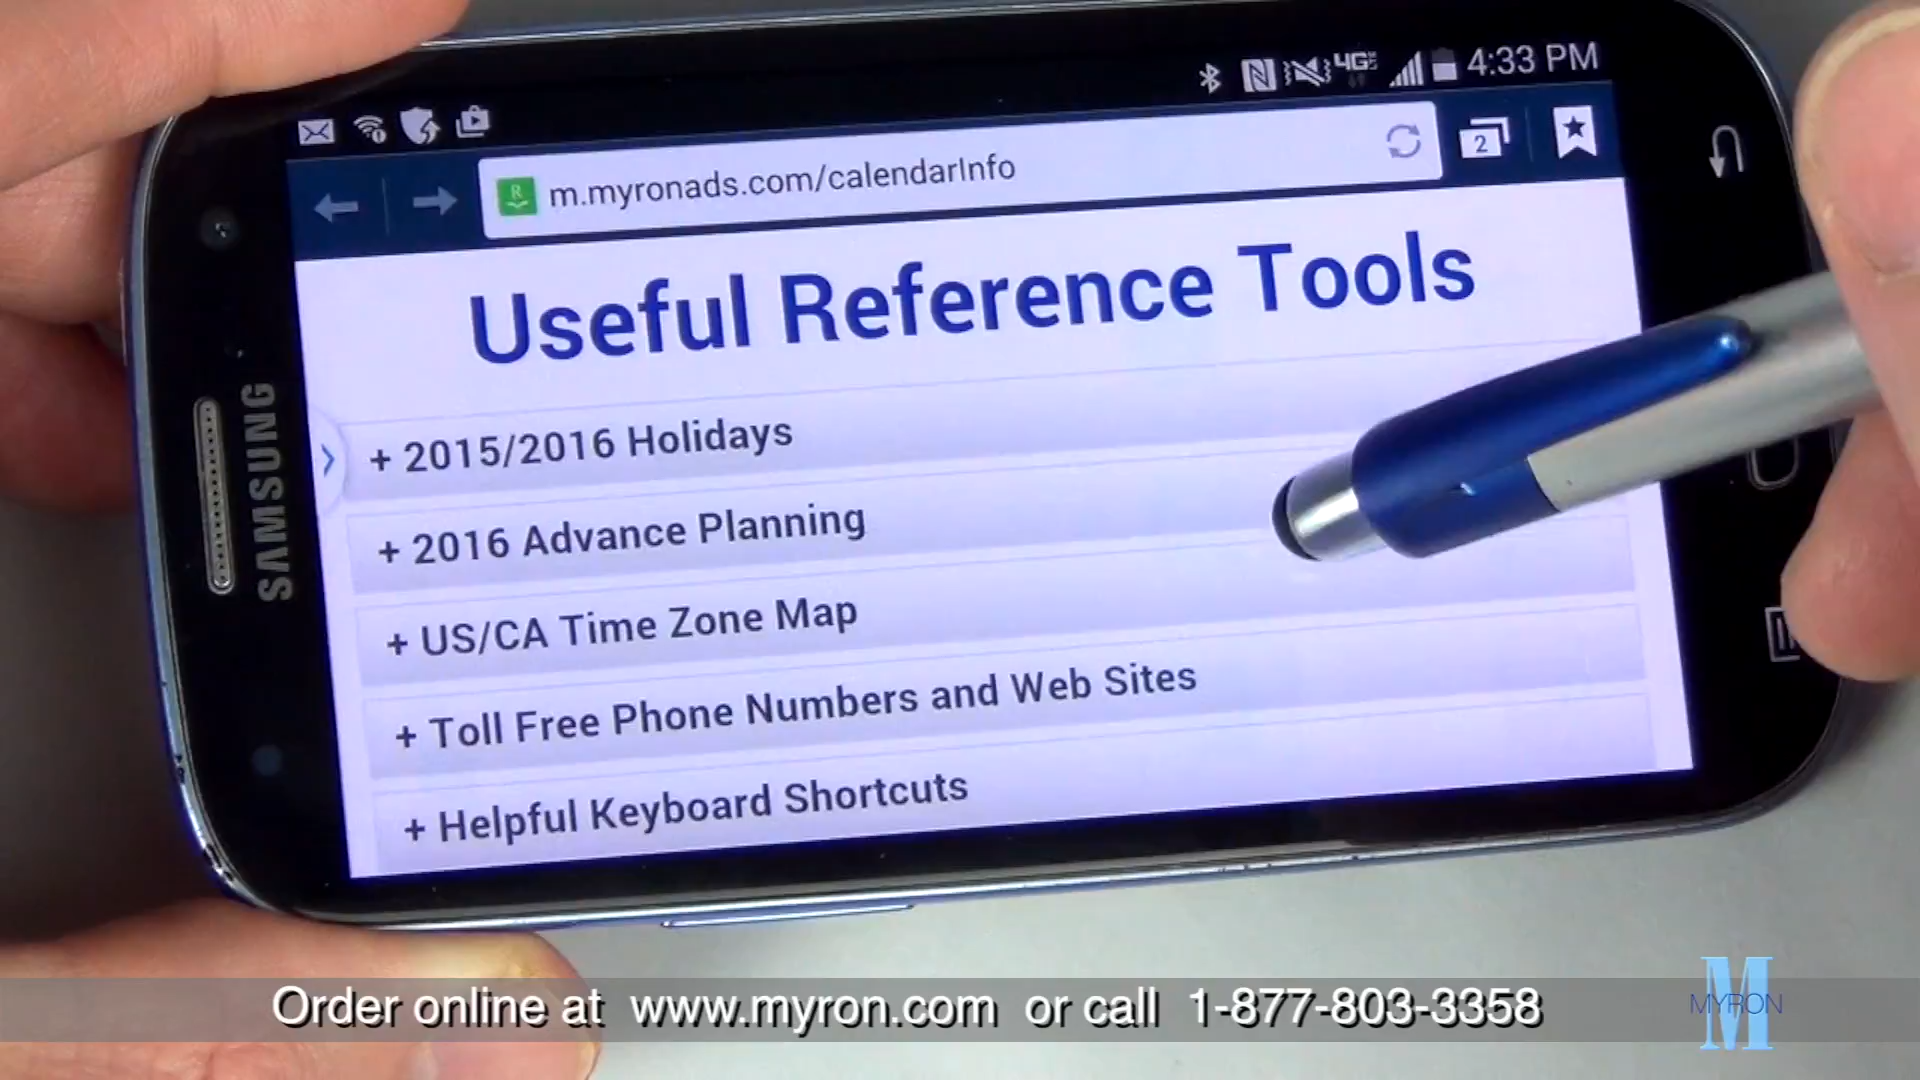 4GE 4:33 PM
m.myronads.com/calendarInfo
2
Useful Reference Tools
+ 2015/2016 Holidays
+ 2016 Advance Planning
+ US/CA Time Zone Map
+ Toll Free Phone Numbers and Web Sites
+ Helpful Keyboard Shortcuts
SAMSUNG
Order online at www.myron.com or call 1-877-803-3358
M
MYRON